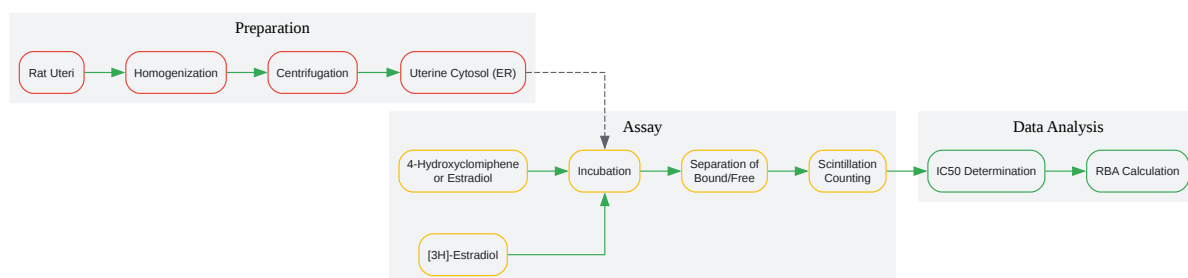 Preparation
Rat Uteri
Homogenization
Centrifugation
Uterine Cytosol (ER)
Assay
4-Hydroxyclomiphene
or Estradiol
Incubation
Separation of
Bound/Free
Scintillation
Counting
[3H]-Estradiol
Data Analysis
IC50 Determination
RBA Calculation